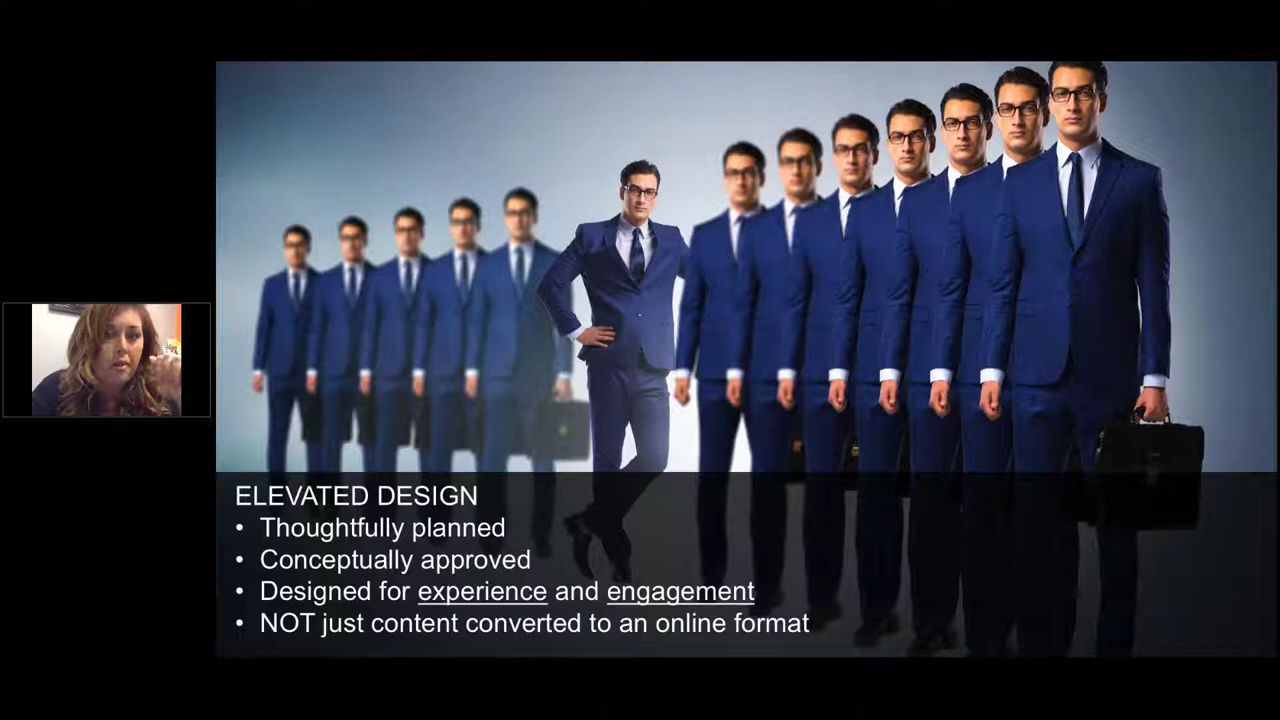 ELEVATED DESIGN
• Thoughtfully planned
• Conceptually approved
• Designed for experience and engagement
• NOT just content converted to an online format